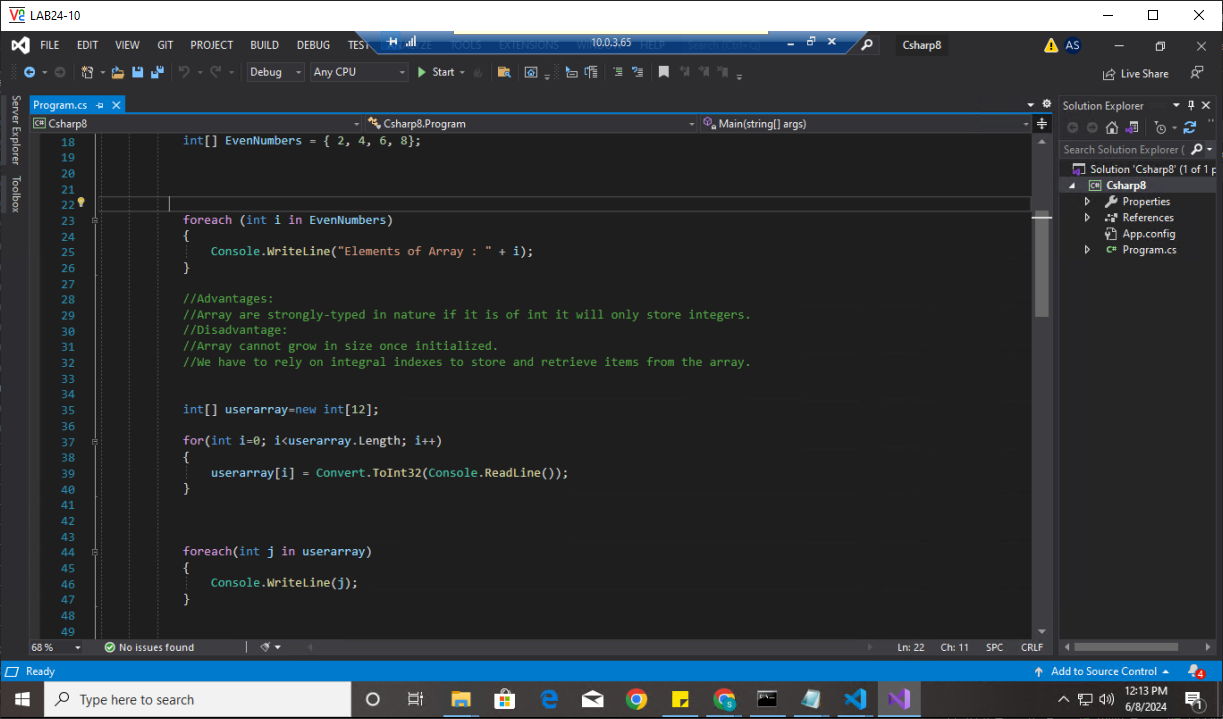 LAB24-10
FILE EDIT VIEW GIT PROJECT BUILD DEBUG TEST ANALYZE TOOLS EXTENSIONS WINDOW HELP Search (Ctrl+Q) Csharp8 AS
10.0.3.65
Debug Any CPU Start Live Share
Server Explorer
Toolbox
Program.cs
Csharp8 Csharp8.Program Main(string[] args)
18 int[] EvenNumbers = { 2, 4, 6, 8};
19
20
21
22
23 foreach (int i in EvenNumbers)
24 {
25 Console.WriteLine("Elements of Array : " + i);
26 }
27
28 //Advantages:
29 //Array are strongly-typed in nature if it is of int it will only store integers.
30 //Disadvantage:
31 //Array cannot grow in size once initialized.
32 //We have to rely on integral indexes to store and retrieve items from the array.
33
34
35 int[] userarray=new int[12];
36
37 for(int i=0; i<userarray.Length; i++)
38 {
39 userarray[i] = Convert.ToInt32(Console.ReadLine());
40 }
41
42
43
44 foreach(int j in userarray)
45 {
46 Console.WriteLine(j);
47 }
48
49
68 % No issues found Ln: 22 Ch: 11 SPC CRLF
Solution Explorer
Search Solution Explorer (
Solution 'Csharp8' (1 of 1 p
Csharp8
Properties
References
App.config
Program.cs
Ready Add to Source Control 4
Type here to search
12:13 PM
6/8/2024
1